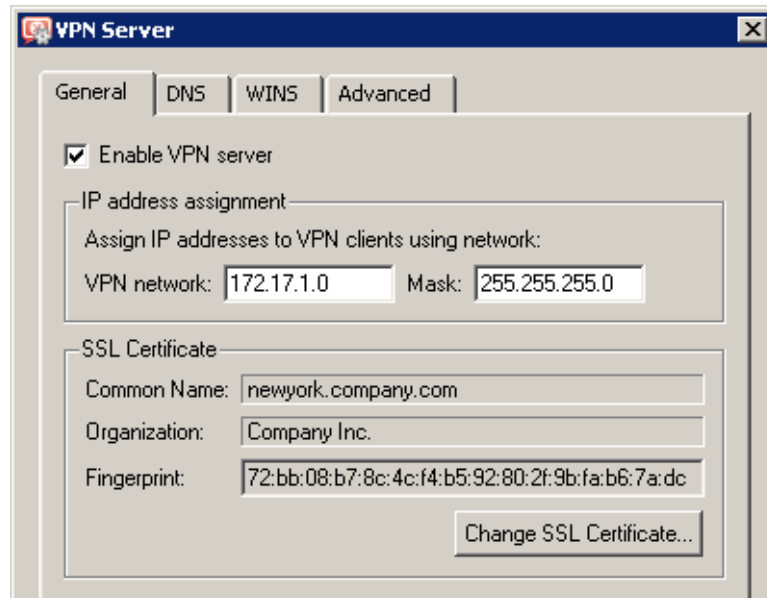 VPN Server
General DNS WINS Advanced
Enable VPN server
IP address assignment
Assign IP addresses to VPN clients using network:
VPN network: 172.17.1.0 Mask: 255.255.255.0
SSL Certificate
Common Name: newyork.company.com
Organization: Company Inc.
Fingerprint: 72:bb:08:b7:8c:4c:f4:b5:92:80:2f:9b:fa:b6:7a:dc
Change SSL Certificate...